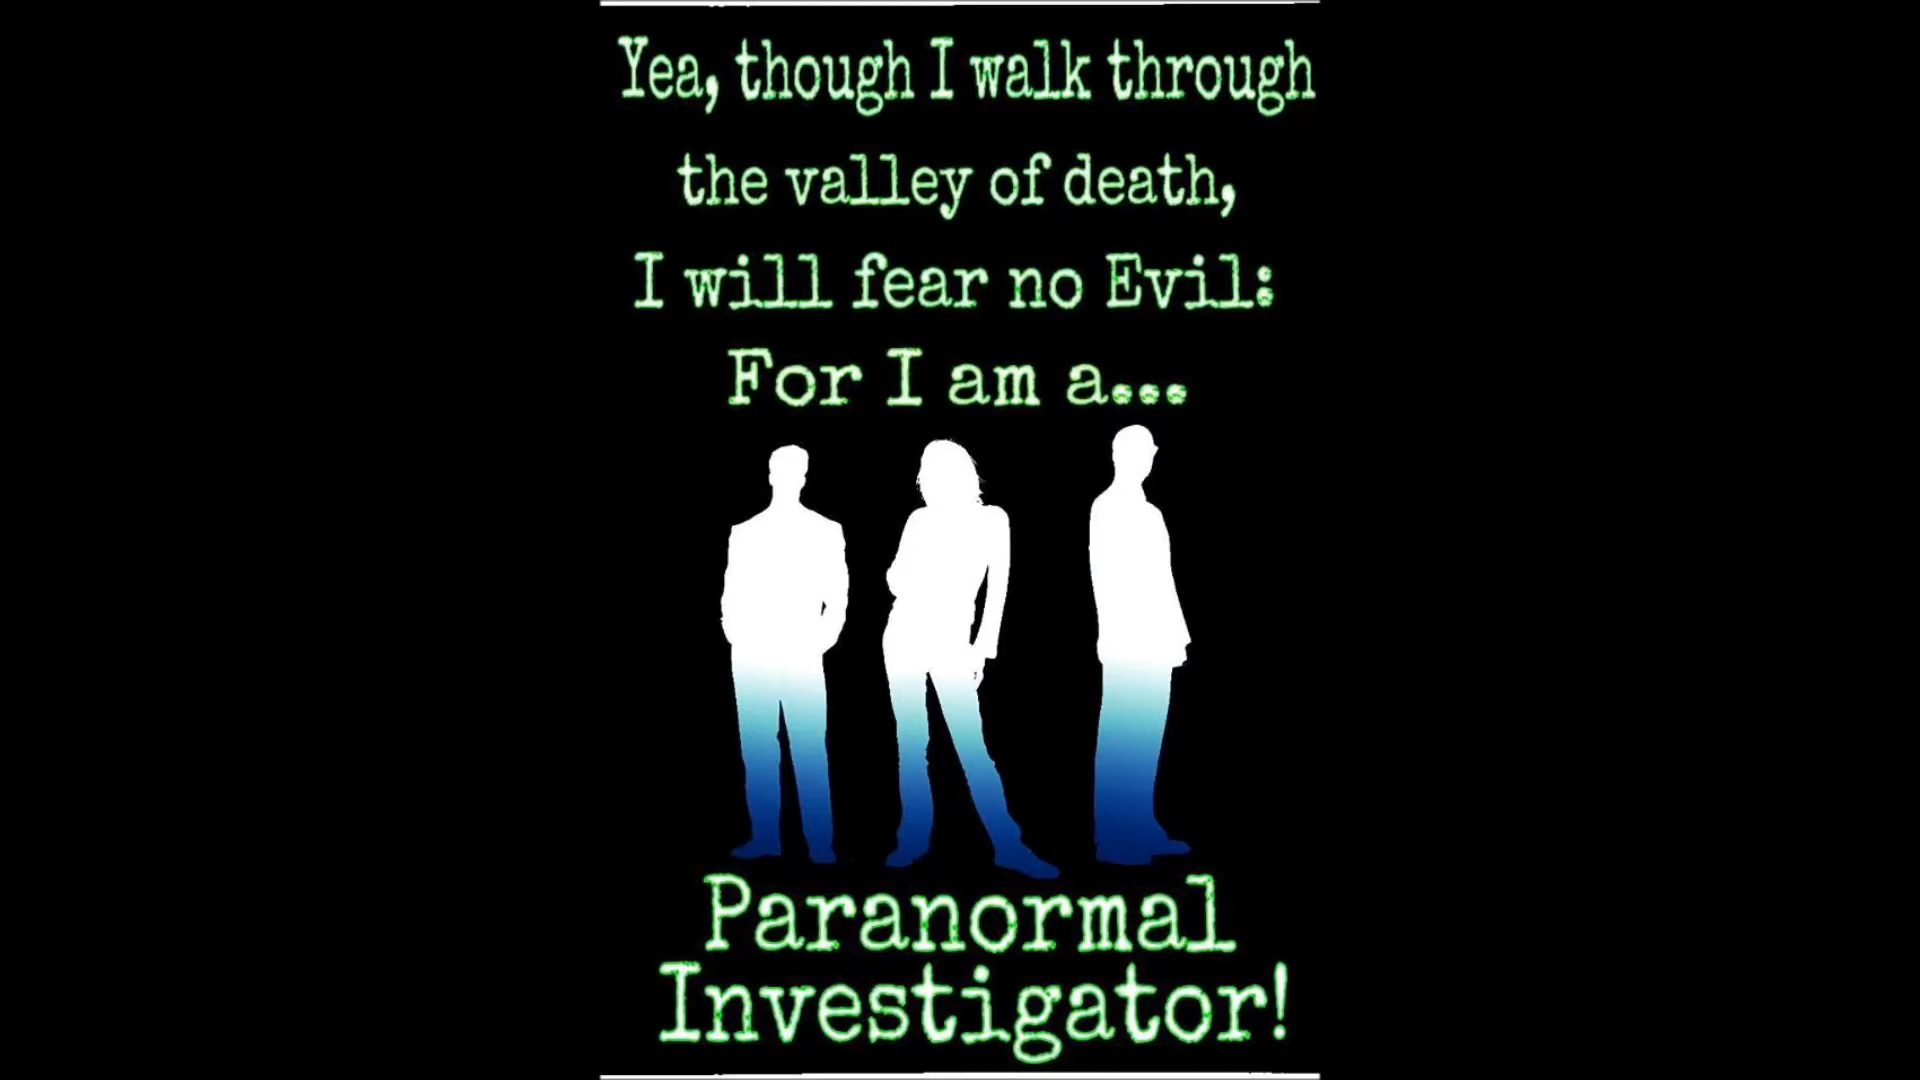 Yea, though I walk through
the valley of death,
I will fear no Evil:
For I am a...
Paranormal
Investigator!